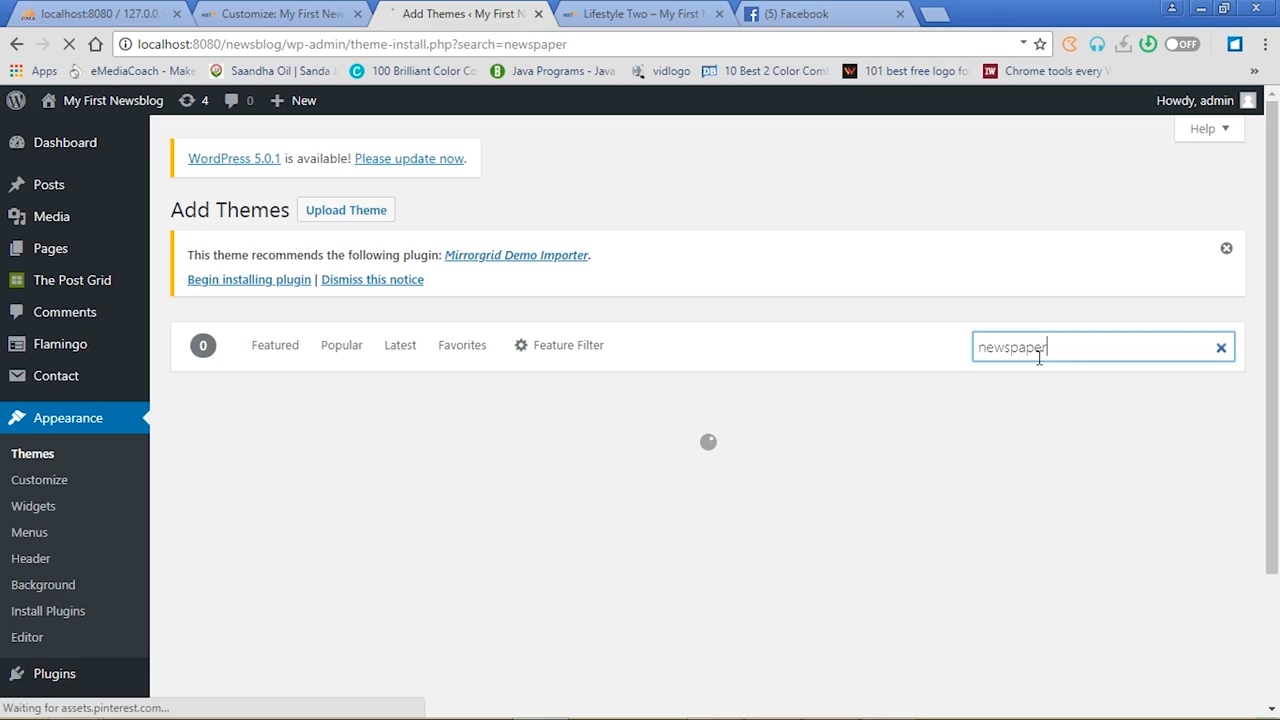 localhost:8080 / 127.0.0. Customize: My First New Add Themes ‹ My First N Lifestyle Two – My First N (5) Facebook
localhost:8080/newsblog/wp-admin/theme-install.php?search=newspaper OFF
Apps eMediaCoach - Make Saandha Oil | Sanda 100 Brilliant Color Co Java Programs - Java vidlogo 10 Best 2 Color Comb 101 best free logo fo Chrome tools every W »
My First Newsblog 4 0 New Howdy, admin
Help
WordPress 5.0.1 is available! Please update now.
Add Themes Upload Theme
This theme recommends the following plugin: Mirrorgrid Demo Importer.
Begin installing plugin | Dismiss this notice
0 Featured Popular Latest Favorites Feature Filter newspaper
Dashboard
Posts
Media
Pages
The Post Grid
Comments
Flamingo
Contact
Appearance
Themes
Customize
Widgets
Menus
Header
Background
Install Plugins
Editor
Plugins
Waiting for assets.pinterest.com...